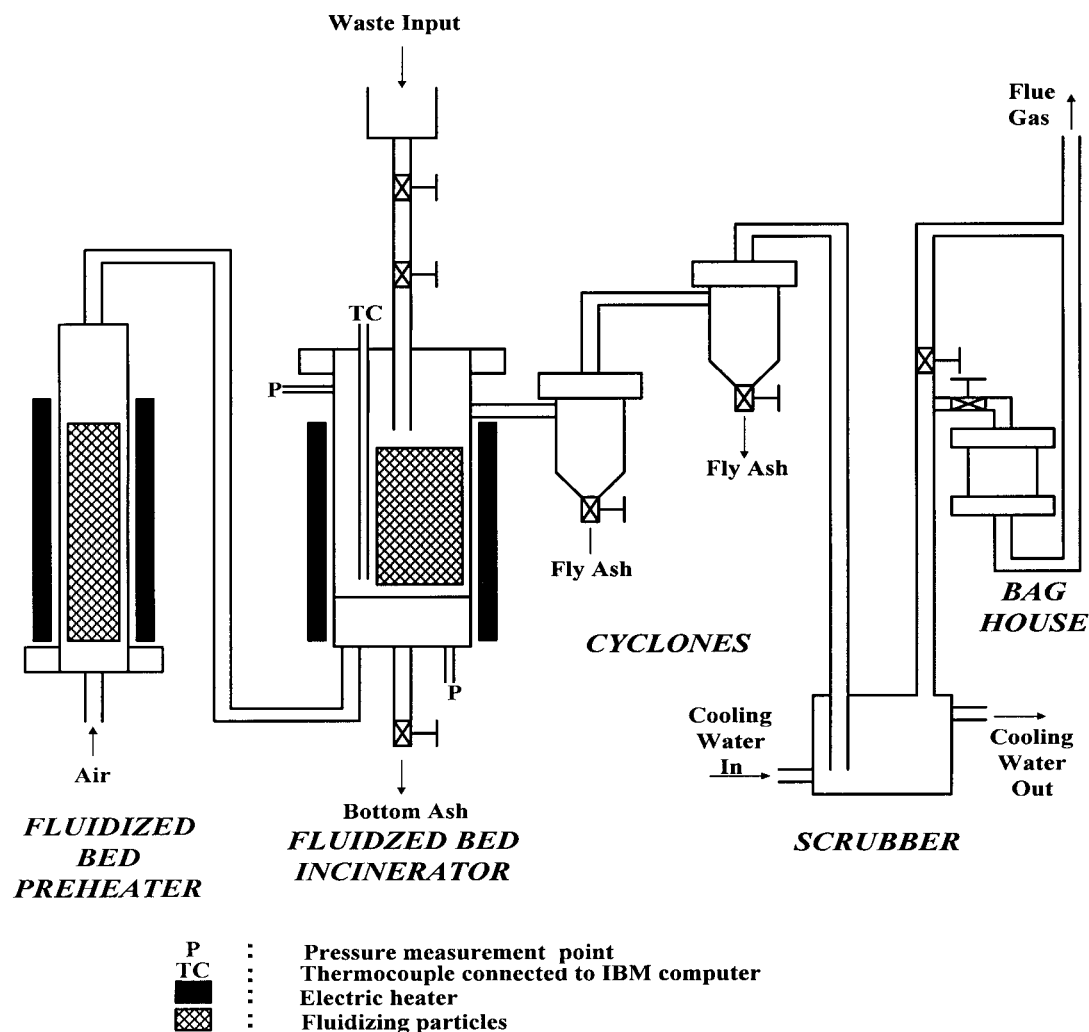 Waste Input
Flue
Gas
TC
P
Fly Ash
Fly Ash
BAG
HOUSE
CYCLONES
P
Cooling
Water
In
Cooling
Water
Out
Air
Bottom Ash
FLUIDIZED
BED
PREHEATER
FLUIDZED BED
INCINERATOR
SCRUBBER
P : Pressure measurement point
TC : Thermocouple connected to IBM computer
: Electric heater
: Fluidizing particles